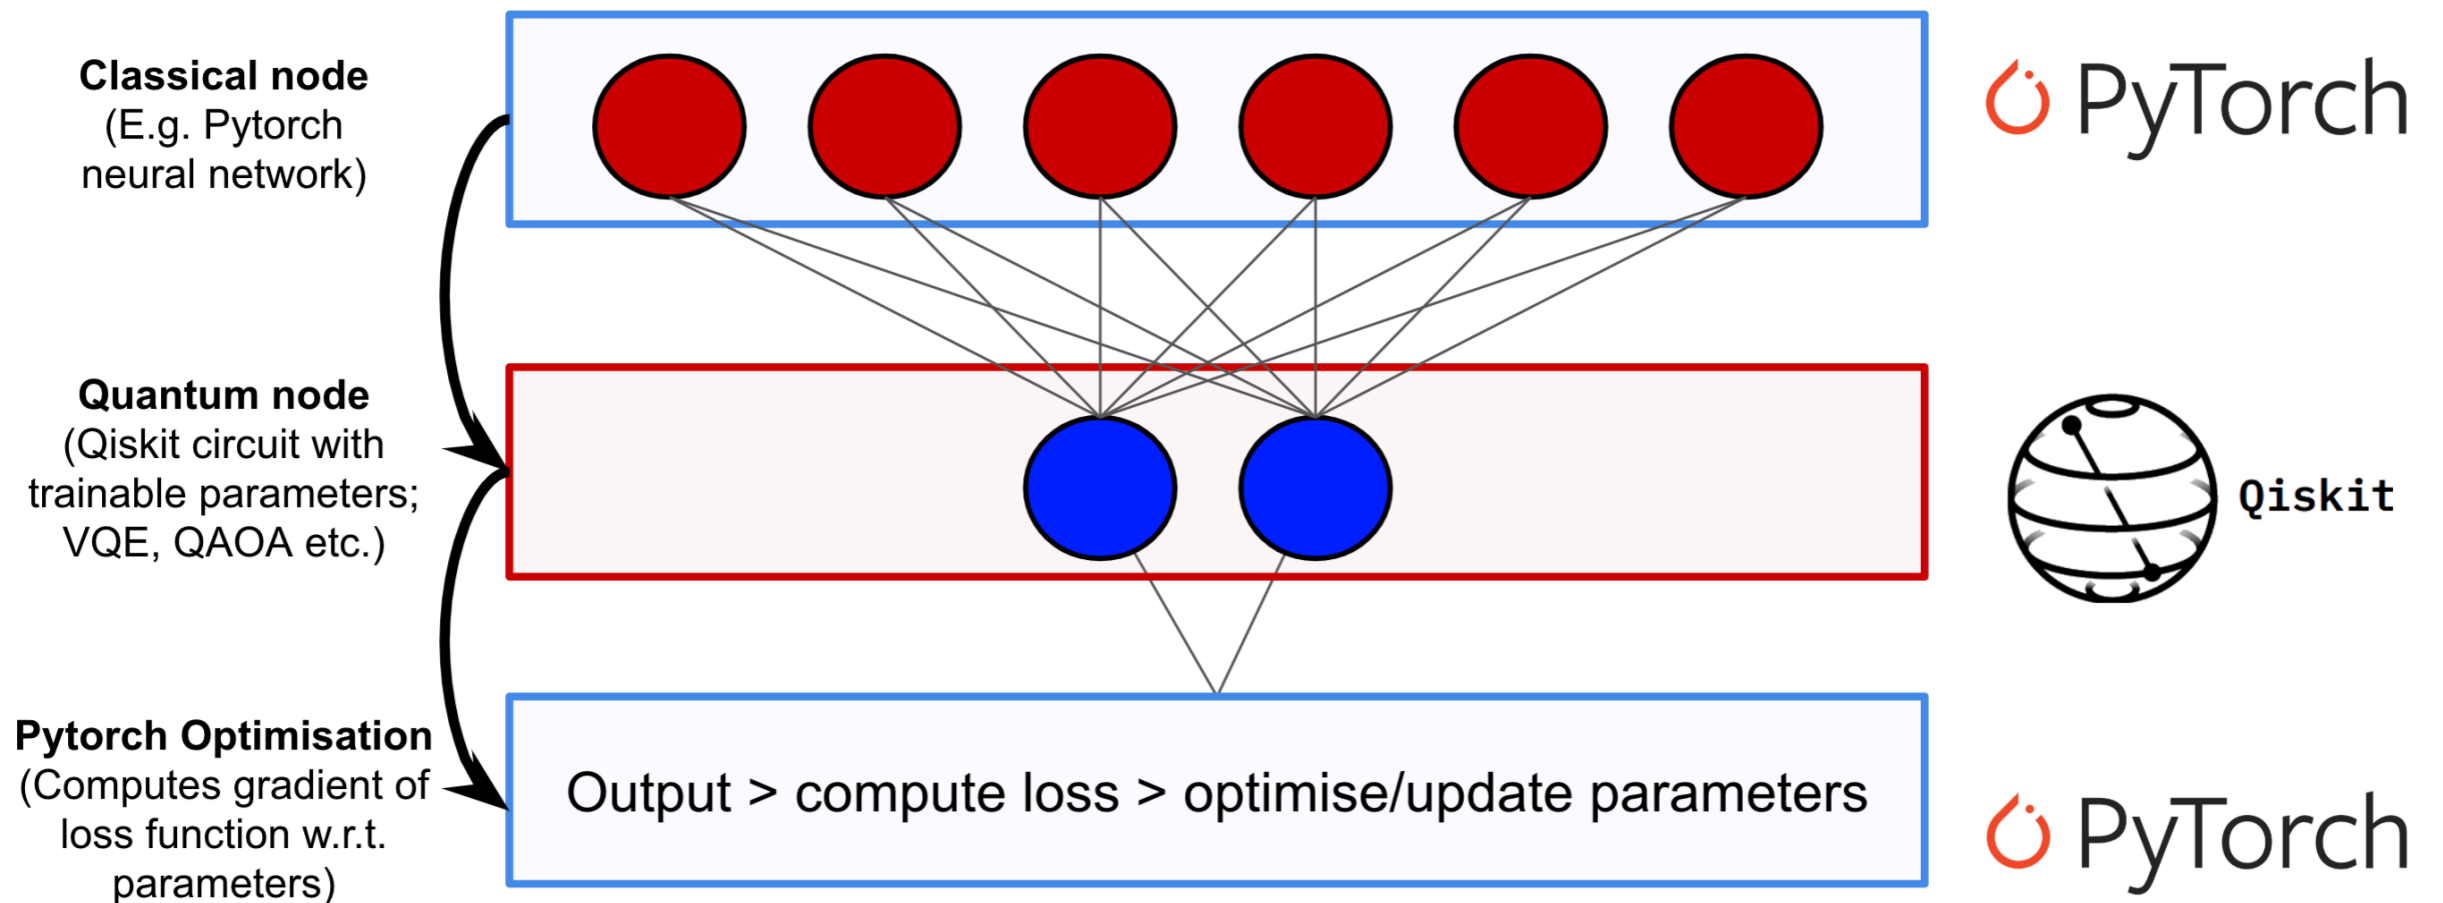 Classical node
(E.g. Pytorch
neural network)
PyTorch
Quantum node
(Qiskit circuit with
trainable parameters;
VQE, QAOA etc.)
Qiskit
Pytorch Optimisation
(Computes gradient of
loss function w.r.t.
parameters)
Output > compute loss > optimise/update parameters
PyTorch